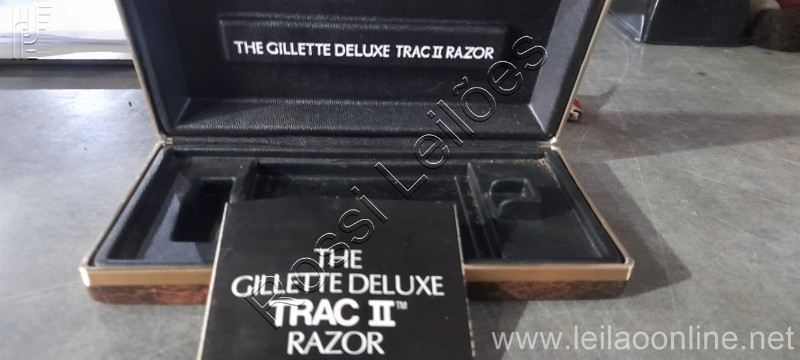 THE GILLETTE DELUXE TRAC II RAZOR
Rossi Leilões
THE
GILLETTE DELUXE
TRAC II™
RAZOR
www.leilaoonline.net